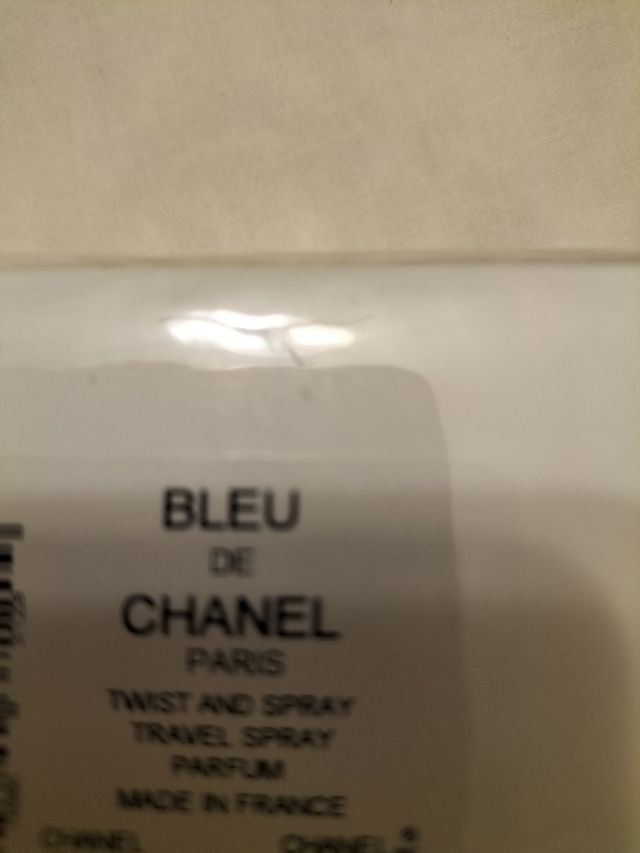 BLEU
DE
CHANEL
PARIS
TWIST AND SPRAY
TRAVEL SPRAY
PARFUM
MADE IN FRANCE
CHANEL CHANEL